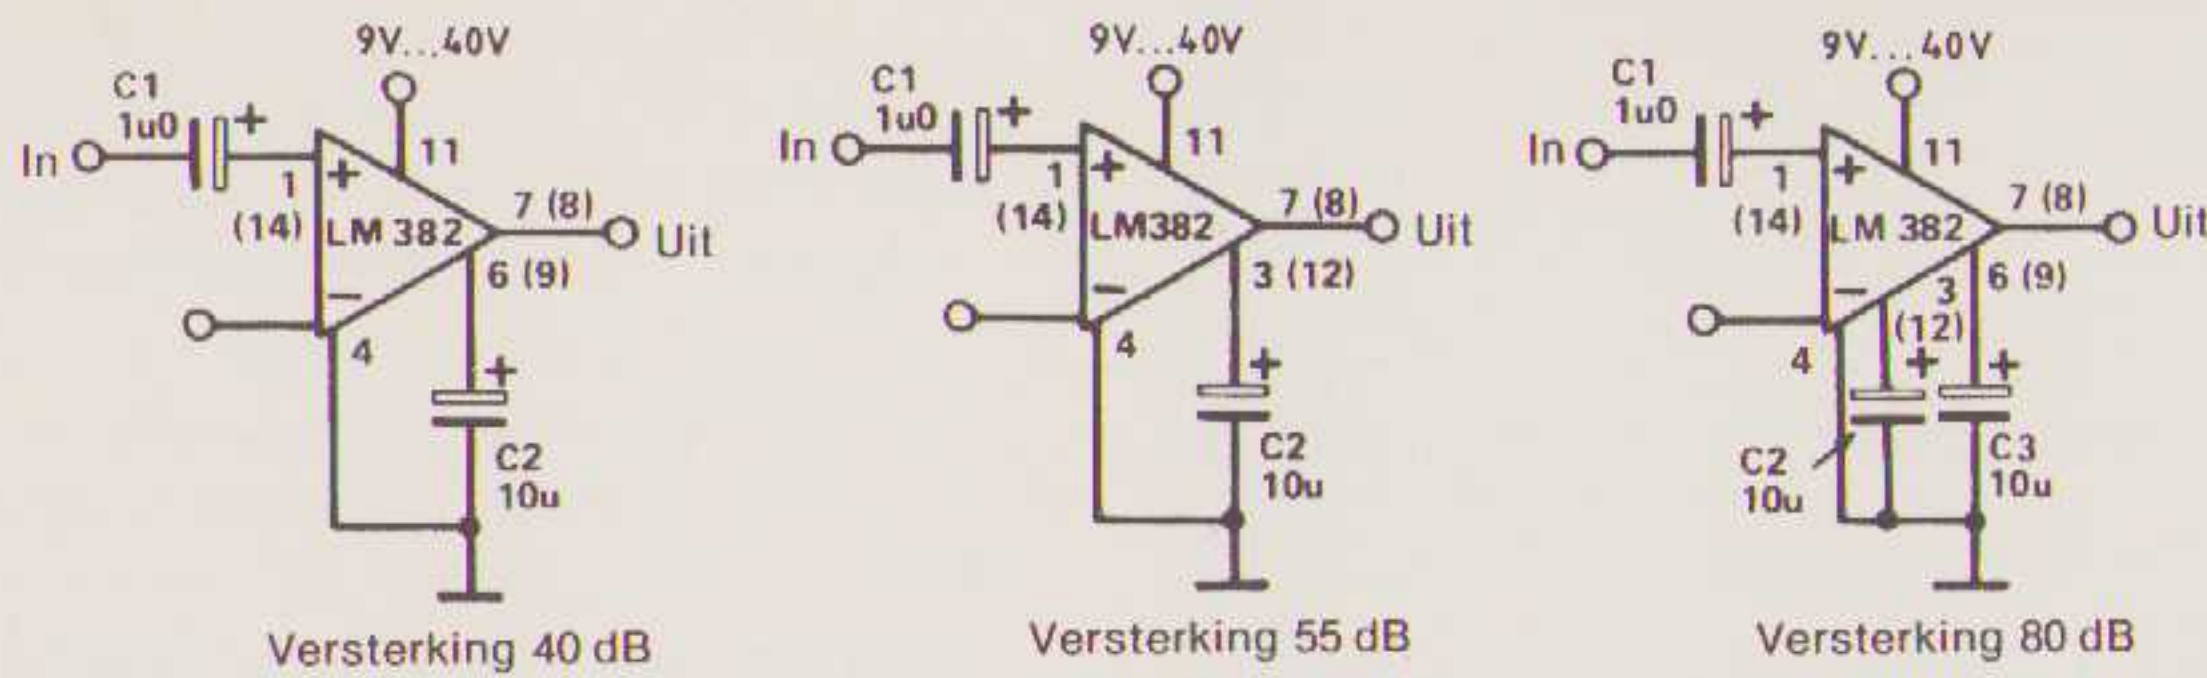 9V...40V
C1
1u0
+
In
+
11
1
(14)
LM 382
7 (8)
Uit
6 (9)
−
4
+
C2
10u
Versterking 40 dB
9V...40V
C1
1u0
+
In
+
11
1
(14)
LM382
7 (8)
Uit
3 (12)
−
4
+
C2
10u
Versterking 55 dB
9V...40V
C1
1u0
+
In
+
11
1
(14)
LM 382
7 (8)
Uit
6 (9)
−
3
(12)
4
+
+
C2
10u
C3
10u
Versterking 80 dB